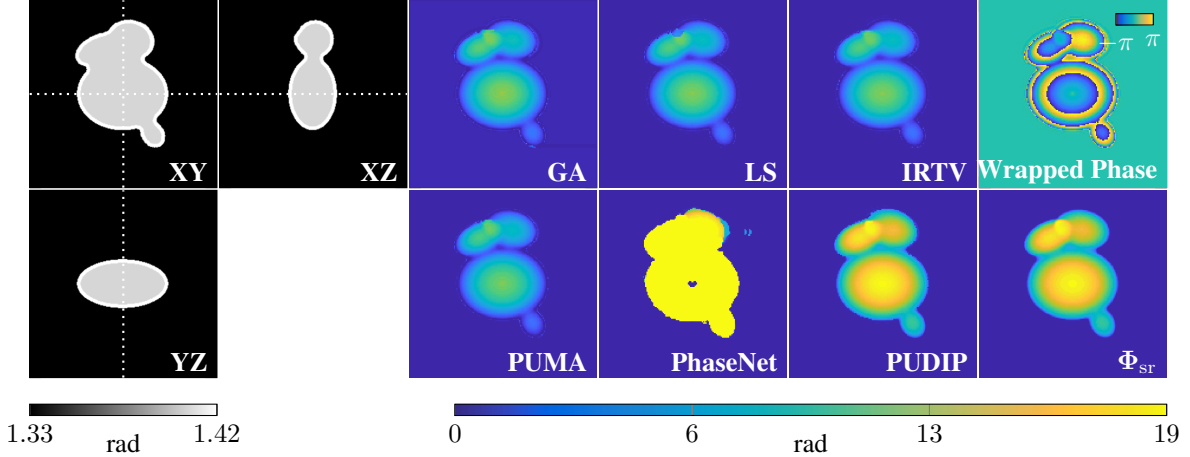 XY
XZ
GA
LS
IRTV
−π π
Wrapped Phase
YZ
PUMA
PhaseNet
PUDIP
Φsr
1.33 1.42
rad
0 6 13 19
rad